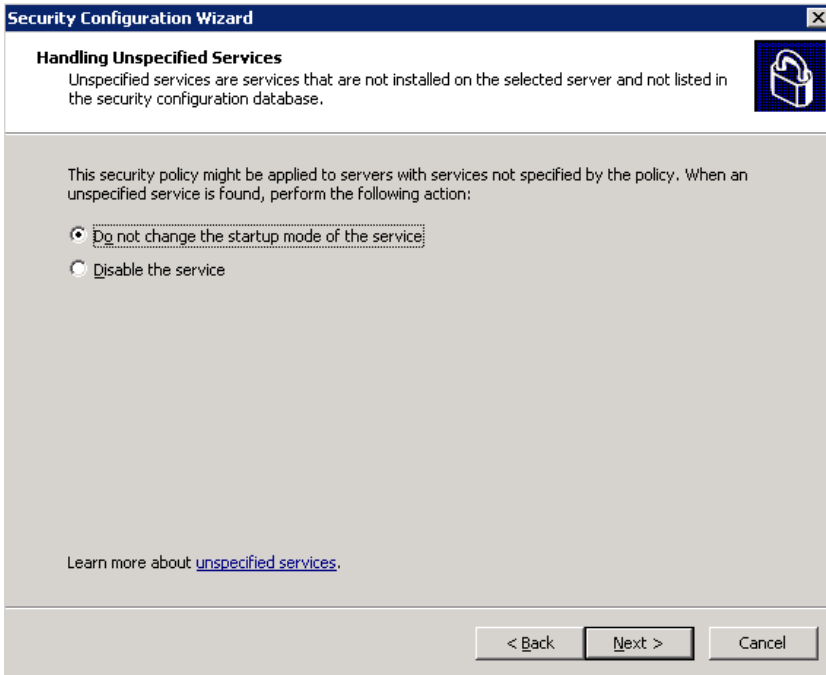 Security Configuration Wizard
Handling Unspecified Services
Unspecified services are services that are not installed on the selected server and not listed in
the security configuration database.
This security policy might be applied to servers with services not specified by the policy. When an
unspecified service is found, perform the following action:
Do not change the startup mode of the service
Disable the service
Learn more about unspecified services.
< Back Next > Cancel